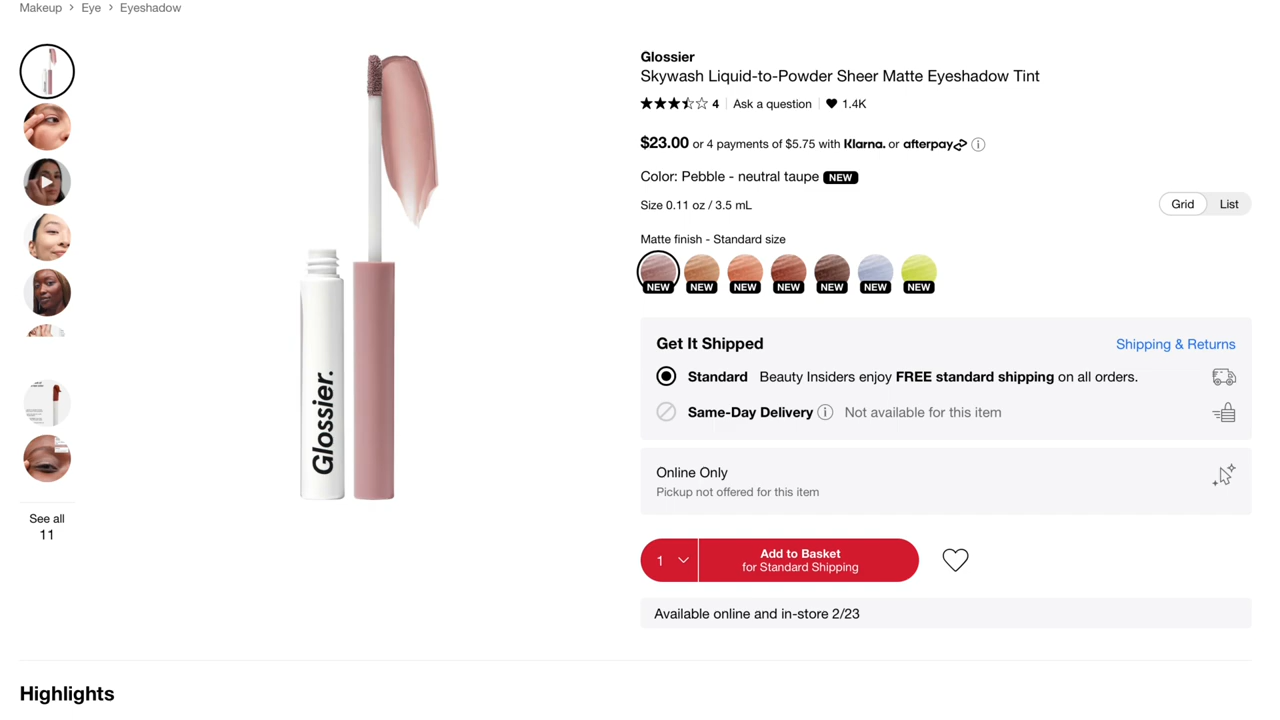 Makeup > Eye > Eyeshadow
Glossier
Skywash Liquid-to-Powder Sheer Matte Eyeshadow Tint
4 Ask a question 1.4K
$23.00 or 4 payments of $5.75 with Klarna. or afterpay
Color: Pebble - neutral taupe NEW
Size 0.11 oz / 3.5 mL
Grid List
Matte finish - Standard size
NEW NEW NEW NEW NEW NEW NEW
Get It Shipped
Shipping & Returns
Standard Beauty Insiders enjoy FREE standard shipping on all orders.
Same-Day Delivery Not available for this item
Online Only
Pickup not offered for this item
1
Add to Basket
for Standard Shipping
Available online and in-store 2/23
Glossier.
See all
11
Highlights